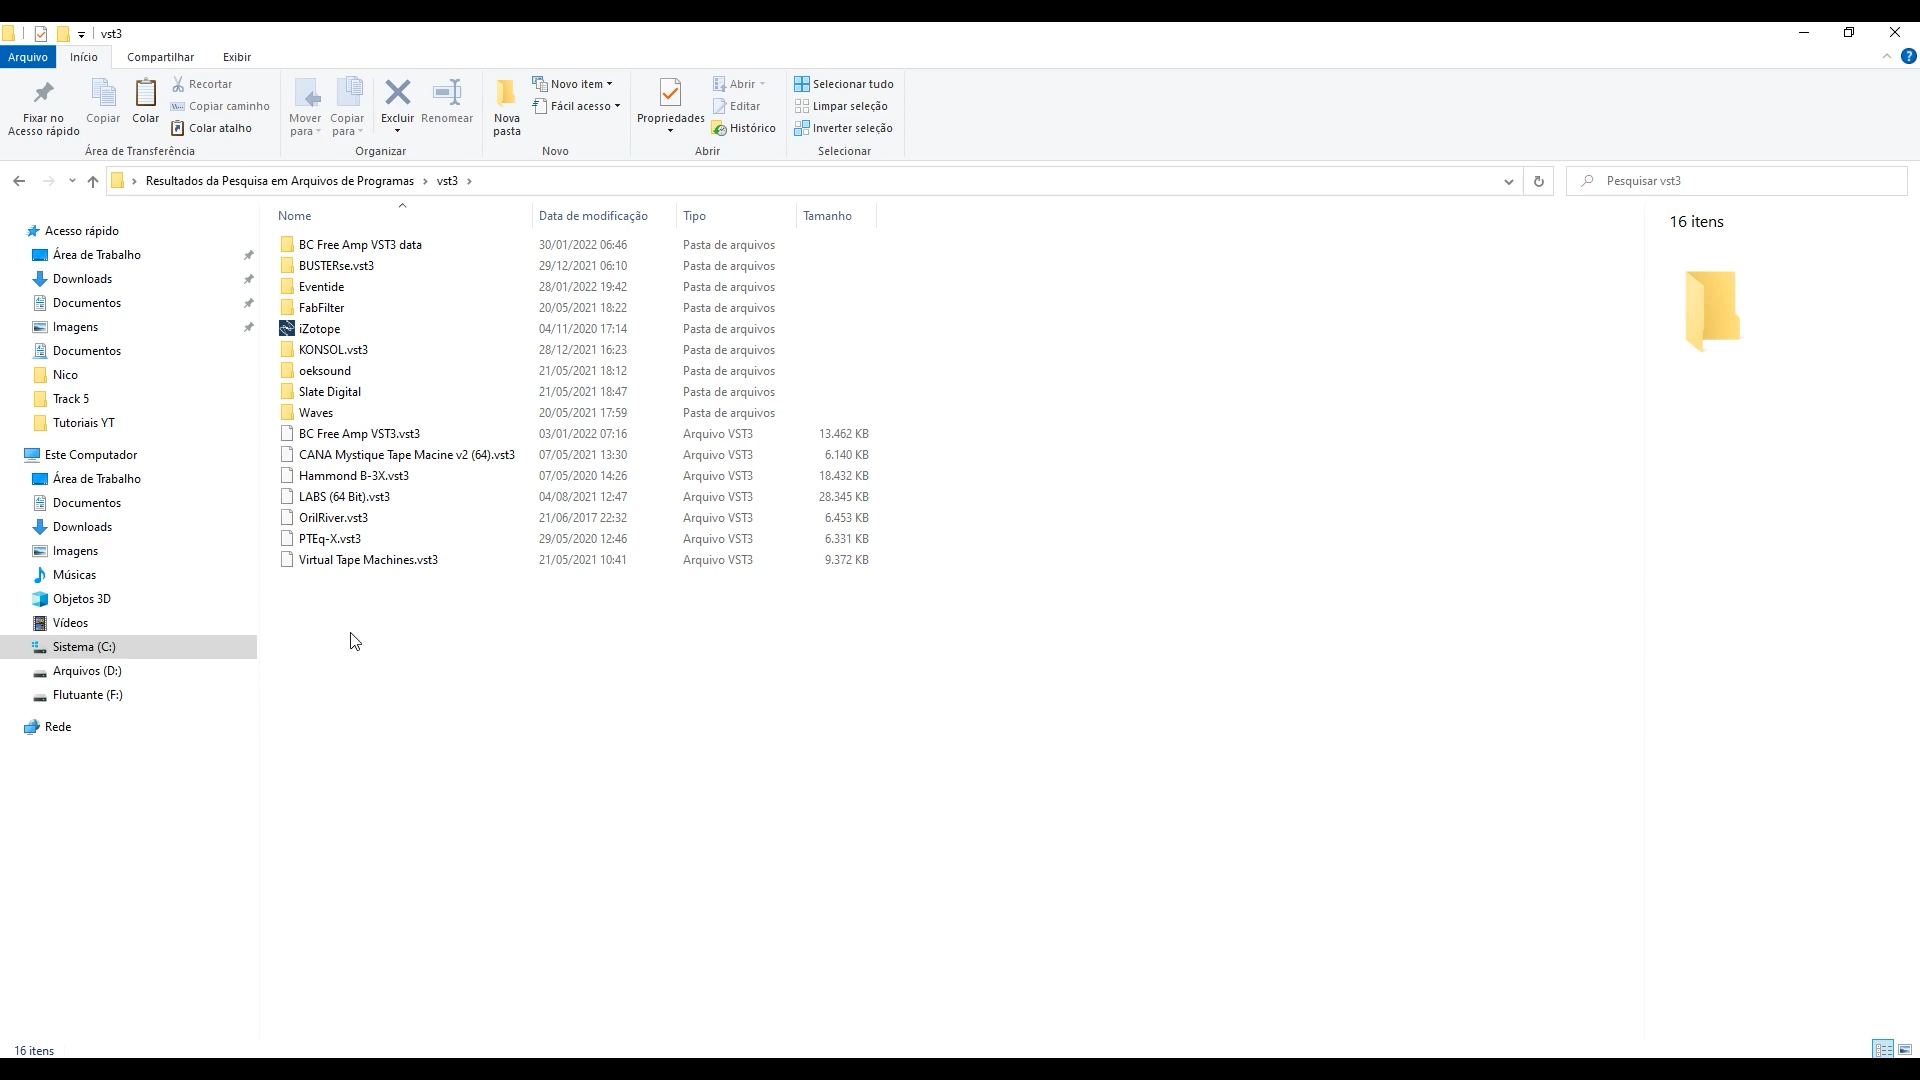 vst3
Arquivo Início Compartilhar Exibir
Fixar no
Acesso rápido
Copiar
Colar
Recortar
Copiar caminho
Colar atalho
Área de Transferência
Mover
para
Copiar
para
Excluir
Renomear
Organizar
Nova
pasta
Novo item
Fácil acesso
Novo
Propriedades
Abrir
Editar
Histórico
Abrir
Selecionar tudo
Limpar seleção
Inverter seleção
Selecionar
Resultados da Pesquisa em Arquivos de Programas › vst3 ›
Pesquisar vst3
Acesso rápido
Área de Trabalho
Downloads
Documentos
Imagens
Documentos
Nico
Track 5
Tutoriais YT
Este Computador
Área de Trabalho
Documentos
Downloads
Imagens
Músicas
Objetos 3D
Vídeos
Sistema (C:)
Arquivos (D:)
Flutuante (F:)
Rede
Nome Data de modificação Tipo Tamanho
BC Free Amp VST3 data 30/01/2022 06:46 Pasta de arquivos
BUSTERse.vst3 29/12/2021 06:10 Pasta de arquivos
Eventide 28/01/2022 19:42 Pasta de arquivos
FabFilter 20/05/2021 18:22 Pasta de arquivos
iZotope 04/11/2020 17:14 Pasta de arquivos
KONSOL.vst3 28/12/2021 16:23 Pasta de arquivos
oeksound 21/05/2021 18:12 Pasta de arquivos
Slate Digital 21/05/2021 18:47 Pasta de arquivos
Waves 20/05/2021 17:59 Pasta de arquivos
BC Free Amp VST3.vst3 03/01/2022 07:16 Arquivo VST3 13.462 KB
CANA Mystique Tape Macine v2 (64).vst3 07/05/2021 13:30 Arquivo VST3 6.140 KB
Hammond B-3X.vst3 07/05/2020 14:26 Arquivo VST3 18.432 KB
LABS (64 Bit).vst3 04/08/2021 12:47 Arquivo VST3 28.345 KB
OrilRiver.vst3 21/06/2017 22:32 Arquivo VST3 6.453 KB
PTEq-X.vst3 29/05/2020 12:46 Arquivo VST3 6.331 KB
Virtual Tape Machines.vst3 21/05/2021 10:41 Arquivo VST3 9.372 KB
16 itens
16 itens